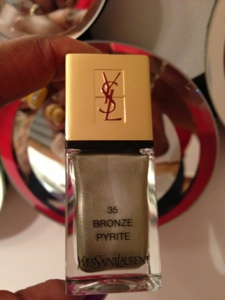 YSL
35
BRONZE
PYRITE
YVESSAINTLAURENT